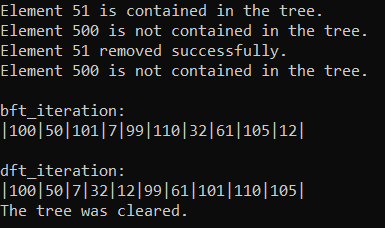 Element 51 is contained in the tree.
Element 500 is not contained in the tree.
Element 51 removed successfully.
Element 500 is not contained in the tree.
bft_iteration:
|100|50|101|7|99|110|32|61|105|12|
dft_iteration:
|100|50|7|32|12|99|61|101|110|105|
The tree was cleared.